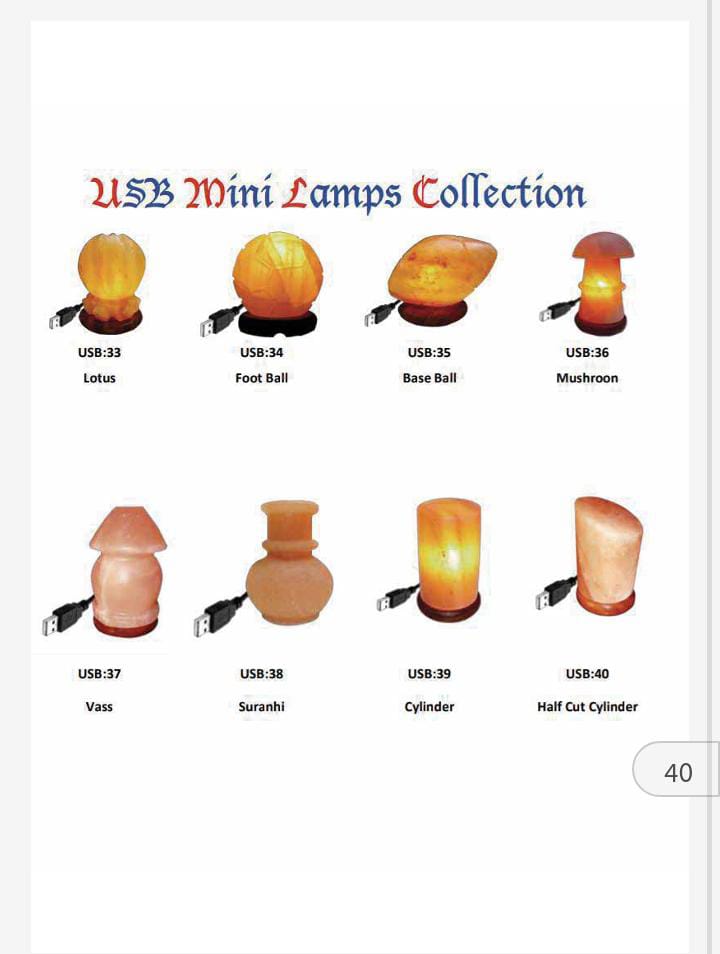 USB Mini Lamps Collection
USB:33 USB:34 USB:35 USB:36
Lotus Foot Ball Base Ball Mushroon
USB:37 USB:38 USB:39 USB:40
Vass Suranhi Cylinder Half Cut Cylinder
40